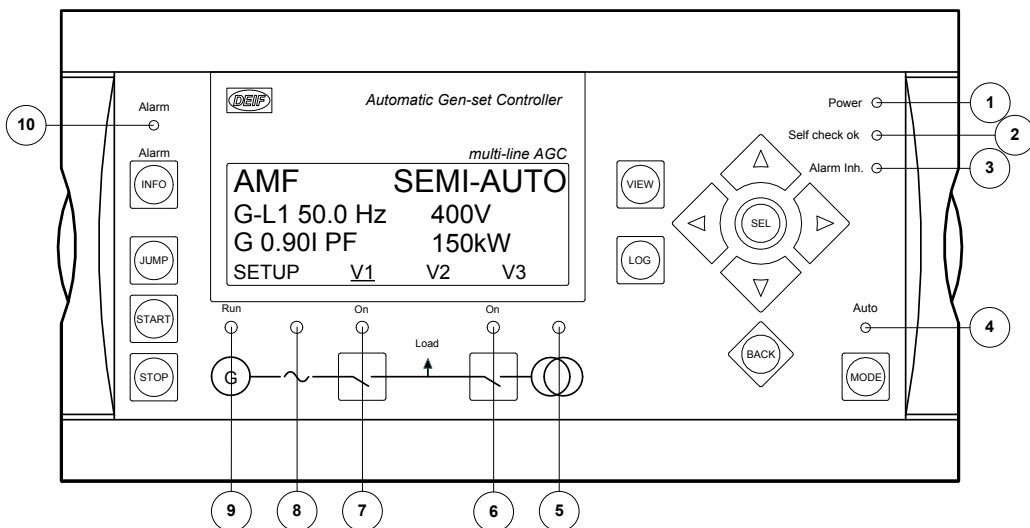 DEIF
Automatic Gen-set Controller
multi-line AGC
AMF SEMI-AUTO
G-L1 50.0 Hz 400V
G 0.90I PF 150kW
SETUP V1 V2 V3
Alarm
10
Alarm
INFO
JUMP
START
STOP
VIEW
LOG
SEL
BACK
Power
1
Self check ok
2
Alarm Inh.
3
Auto
4
MODE
Run
On
Load
On
G
9
8
7
6
5